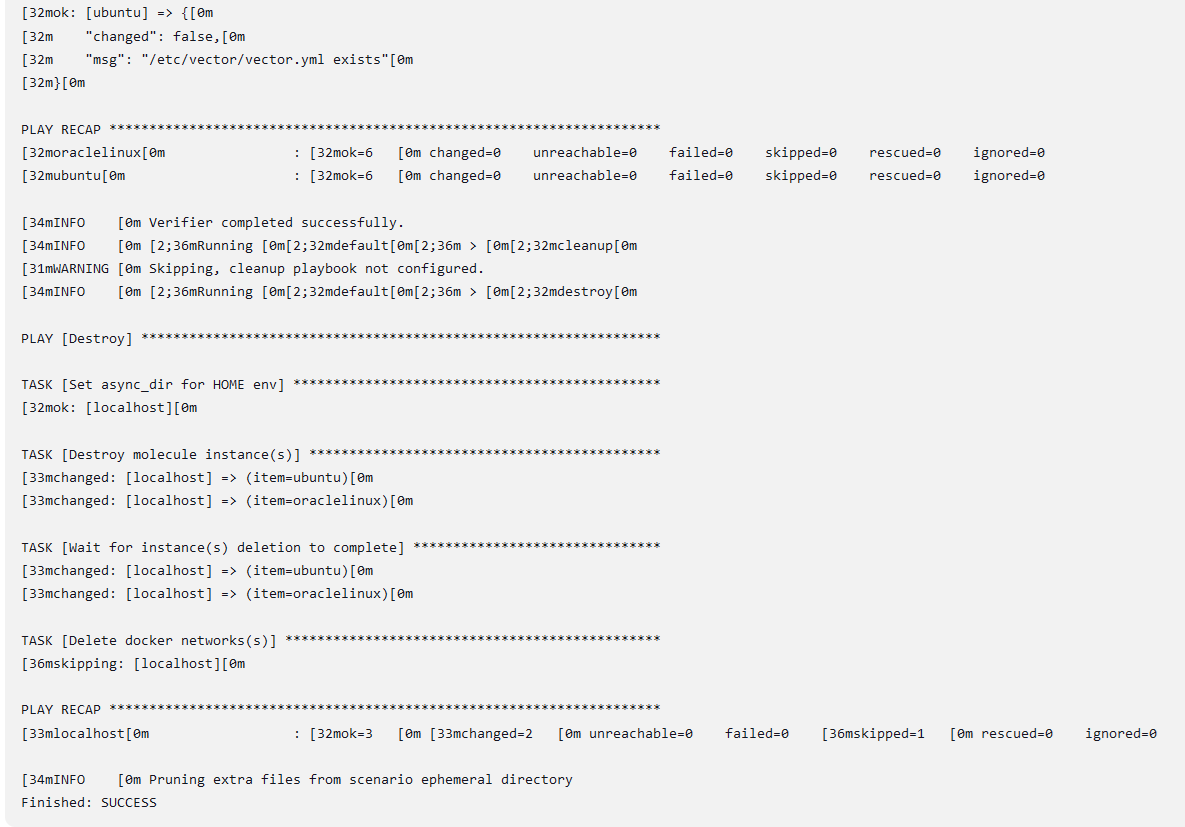 [32mok: [ubuntu] => {[0m
[32m    "changed": false,[0m
[32m    "msg": "/etc/vector/vector.yml exists"[0m
[32m}[0m
PLAY RECAP *********************************************************************
[32moraclelinux[0m                : [32mok=6   [0m changed=0    unreachable=0    failed=0    skipped=0    rescued=0    ignored=0
[32mubuntu[0m                     : [32mok=6   [0m changed=0    unreachable=0    failed=0    skipped=0    rescued=0    ignored=0
[34mINFO    [0m Verifier completed successfully.
[34mINFO    [0m [2;36mRunning [0m[2;32mdefault[0m[2;36m > [0m[2;32mcleanup[0m
[31mWARNING [0m Skipping, cleanup playbook not configured.
[34mINFO    [0m [2;36mRunning [0m[2;32mdefault[0m[2;36m > [0m[2;32mdestroy[0m
PLAY [Destroy] *****************************************************************
TASK [Set async_dir for HOME env] **********************************************
[32mok: [localhost][0m
TASK [Destroy molecule instance(s)] ********************************************
[33mchanged: [localhost] => (item=ubuntu)[0m
[33mchanged: [localhost] => (item=oraclelinux)[0m
TASK [Wait for instance(s) deletion to complete] *******************************
[33mchanged: [localhost] => (item=ubuntu)[0m
[33mchanged: [localhost] => (item=oraclelinux)[0m
TASK [Delete docker networks(s)] ***********************************************
[36mskipping: [localhost][0m
PLAY RECAP *********************************************************************
[33mlocalhost[0m                  : [32mok=3   [0m [33mchanged=2   [0m unreachable=0    failed=0    [36mskipped=1   [0m rescued=0    ignored=0
[34mINFO    [0m Pruning extra files from scenario ephemeral directory
Finished: SUCCESS